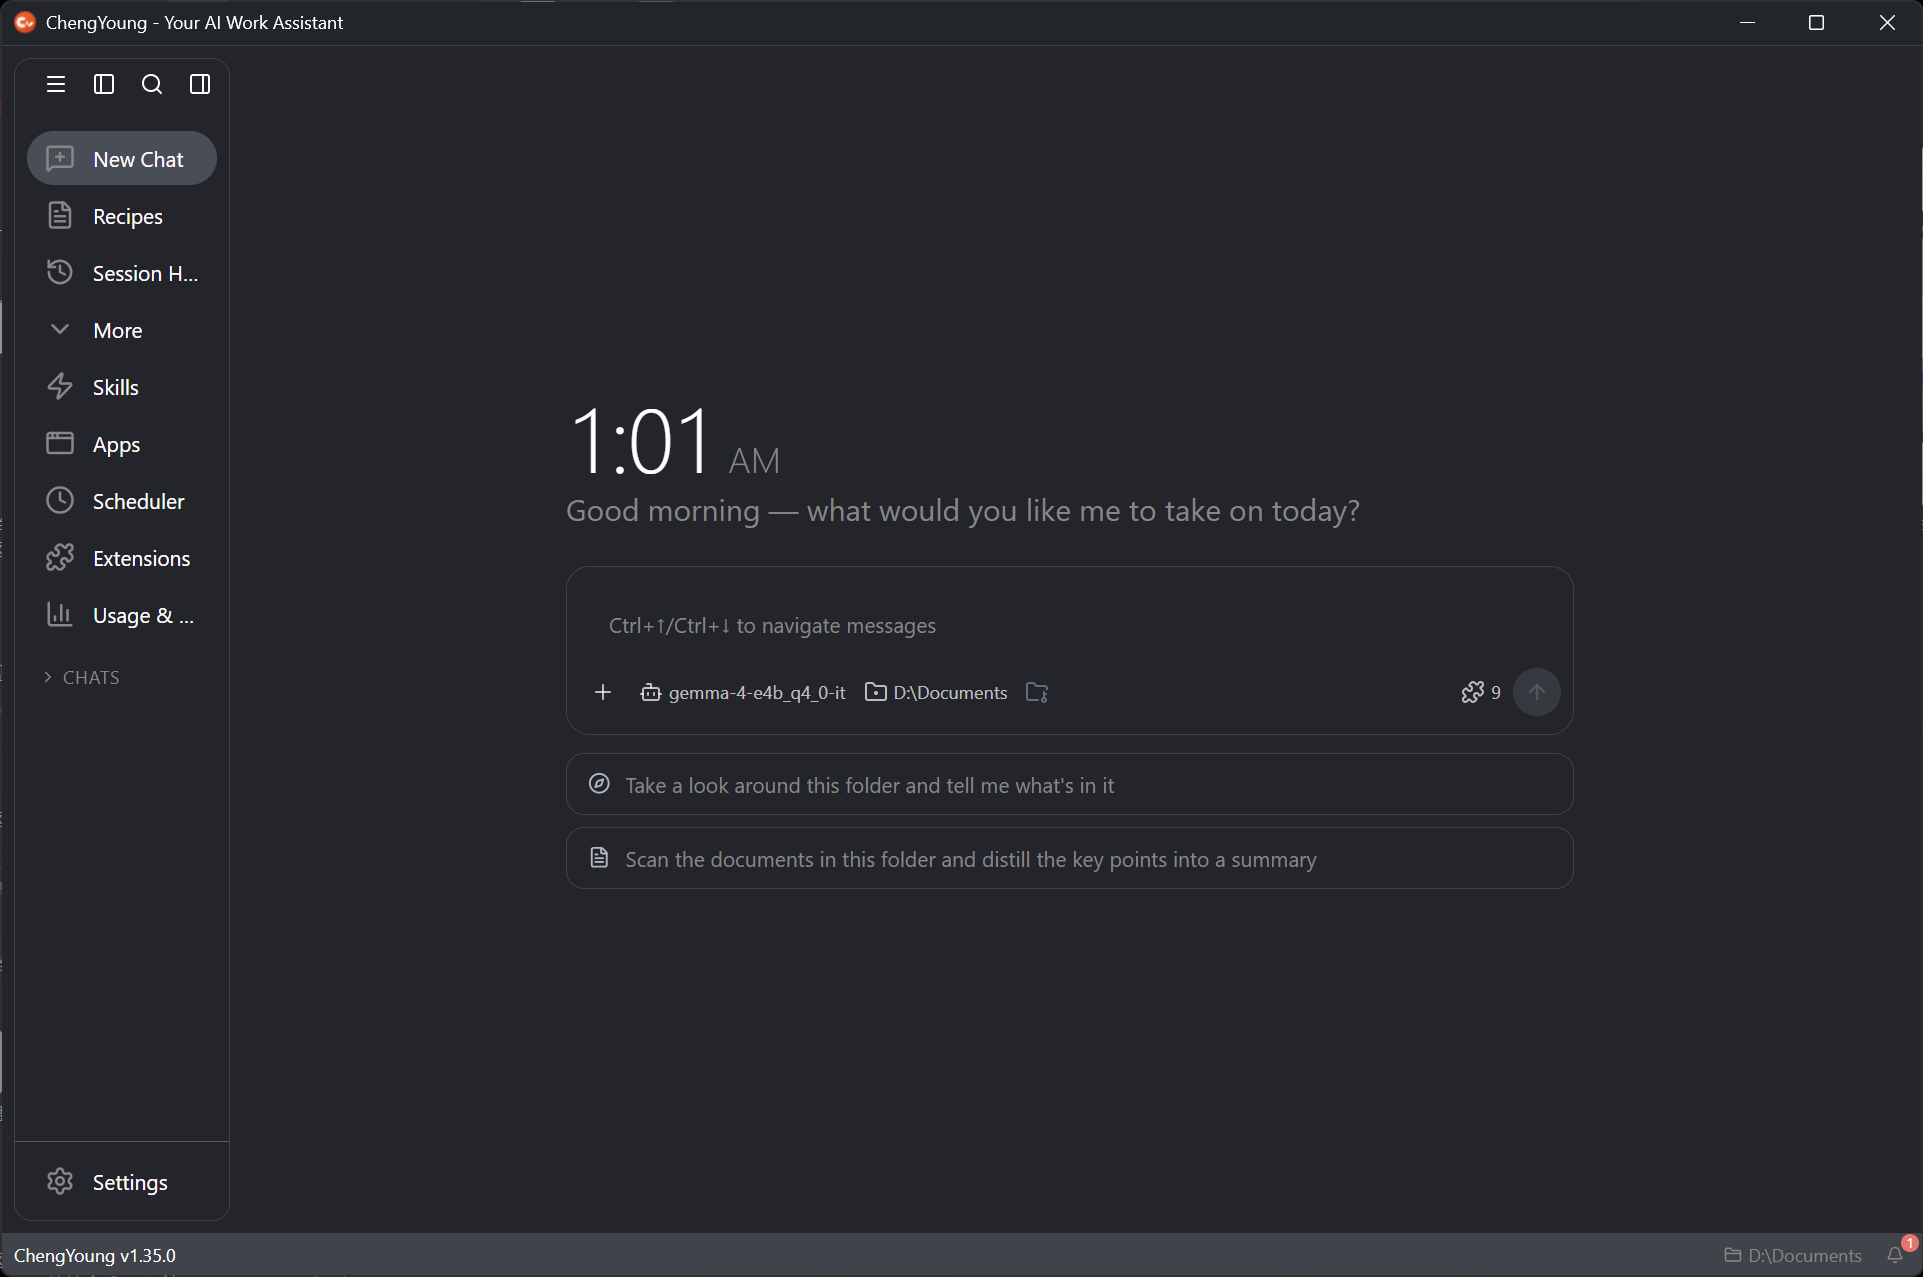 ChengYoung - Your AI Work Assistant
New Chat
Recipes
Session H...
More
Skills
Apps
Scheduler
Extensions
Usage & ...
CHATS
Settings
1:01 AM
Good morning — what would you like me to take on today?
Ctrl+↑/Ctrl+↓ to navigate messages
gemma-4-e4b_q4_0-it D:\Documents 9
Take a look around this folder and tell me what's in it
Scan the documents in this folder and distill the key points into a summary
ChengYoung v1.35.0
D:\Documents 1